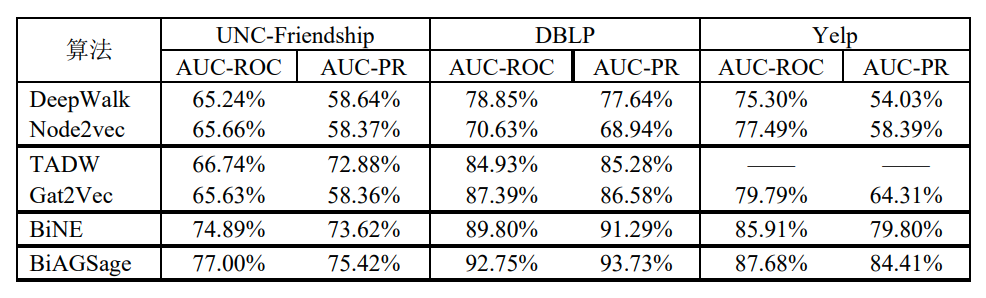 算法 UNC-Friendship DBLP Yelp
AUC-ROC AUC-PR AUC-ROC AUC-PR AUC-ROC AUC-PR
DeepWalk 65.24% 58.64% 78.85% 77.64% 75.30% 54.03%
Node2vec 65.66% 58.37% 70.63% 68.94% 77.49% 58.39%
TADW 66.74% 72.88% 84.93% 85.28% —— ——
Gat2Vec 65.63% 58.36% 87.39% 86.58% 79.79% 64.31%
BiNE 74.89% 73.62% 89.80% 91.29% 85.91% 79.80%
BiAGSage 77.00% 75.42% 92.75% 93.73% 87.68% 84.41%